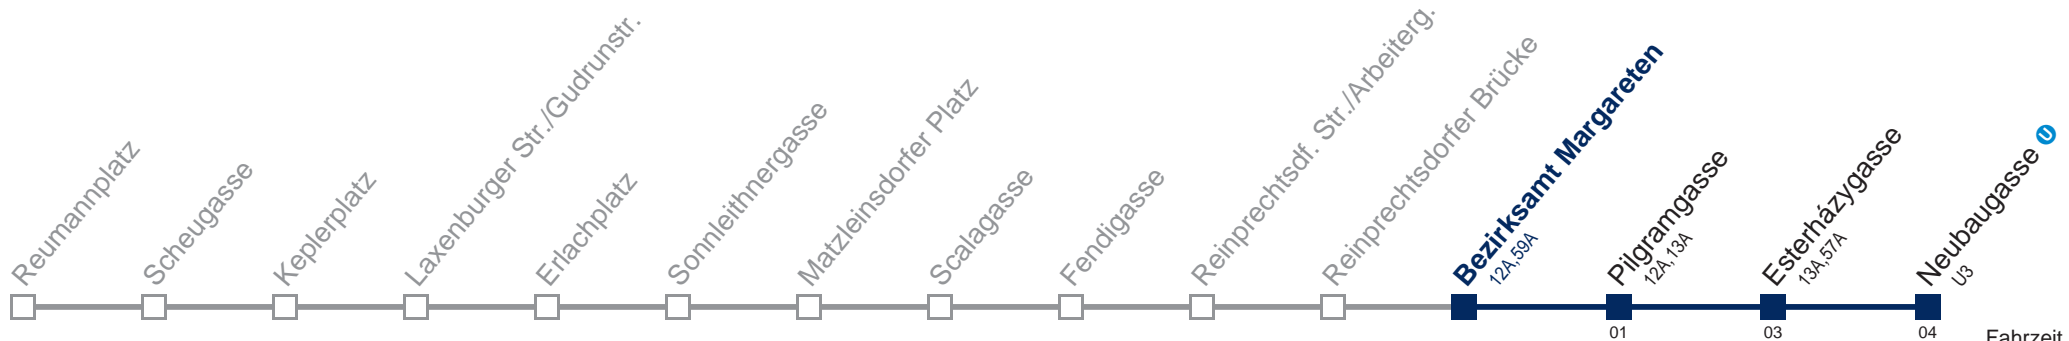 Reumannplatz
Scheugasse
Keplerplatz
Laxenburger Str./Gudrunstr.
Erlachplatz
Sonnleithnergasse
Matzleinsdorfer Platz
Scalagasse
Fendigasse
Reinprechtsdf. Str./Arbeiterg.
Reinprechtsdorfer Brücke
Bezirksamt Margareten
12A,59A
Pilgramgasse
12A,13A
Esterházygasse
13A,57A
Neubaugasse U
U3
01
03
04
Fahrzeit